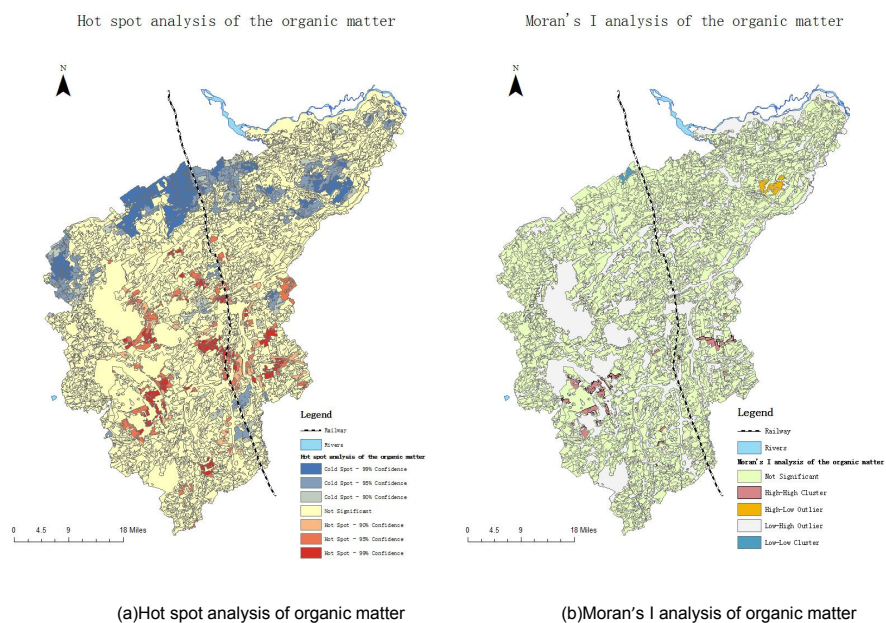 Hot spot analysis of the organic matter
N
Legend
Railway
Rivers
Hot spot analysis of the organic matter
Cold Spot - 99% Confidence
Cold Spot - 95% Confidence
Cold Spot - 90% Confidence
Not Significant
Hot Spot - 90% Confidence
Hot Spot - 95% Confidence
Hot Spot - 99% Confidence
0 4.5 9 18 Miles
(a)Hot spot analysis of organic matter
Moran's I analysis of the organic matter
N
Legend
Railway
Rivers
Moran's I analysis of the organic matter
Not Significant
High-High Cluster
High-Low Outlier
Low-High Outlier
Low-Low Cluster
0 4.5 9 18 Miles
(b)Moran's I analysis of organic matter